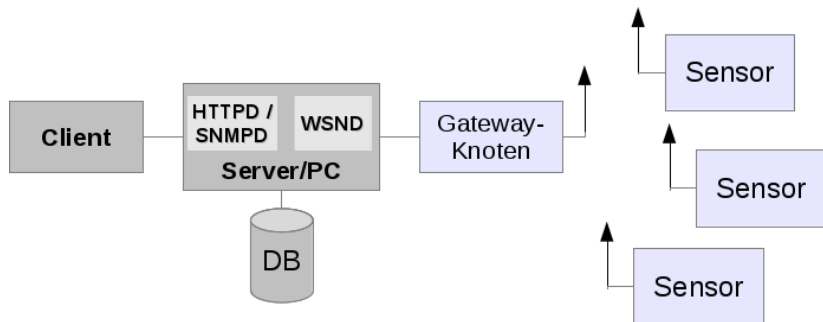 Client
HTTPD /
SNMPD
WSND
Server/PC
DB
Gateway-
Knoten
Sensor
Sensor
Sensor